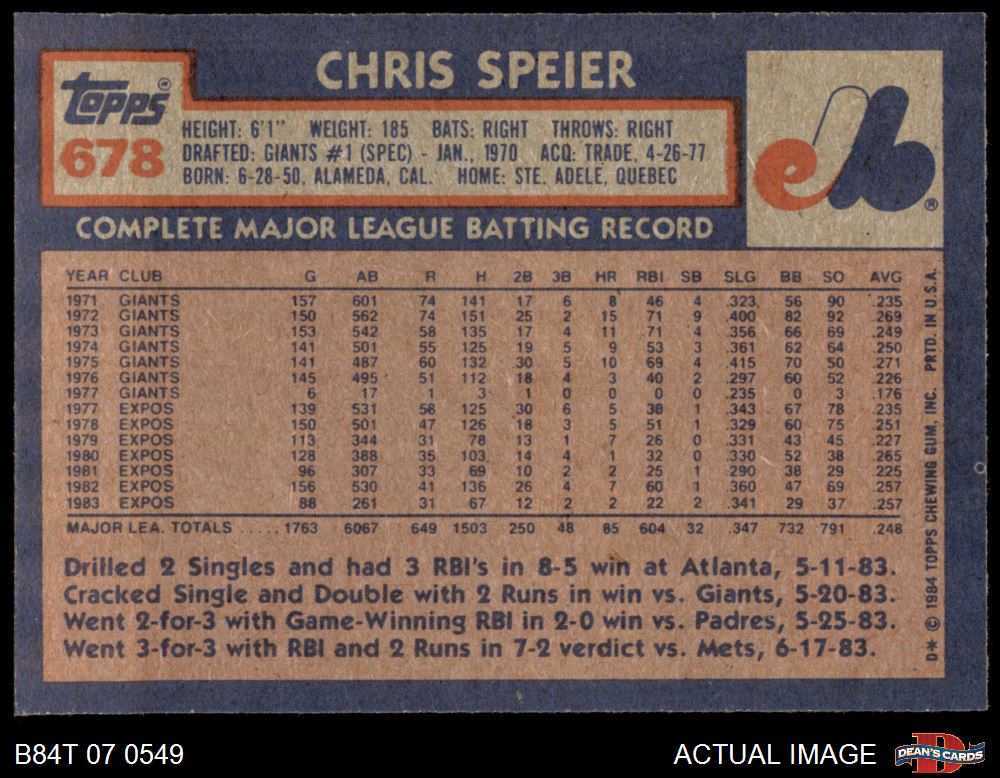 CHRIS SPEIER
Topps®
678
HEIGHT: 6'1" WEIGHT: 185 BATS: RIGHT THROWS: RIGHT
DRAFTED: GIANTS #1 (SPEC) - JAN., 1970 ACQ: TRADE, 4-26-77
BORN: 6-28-50, ALAMEDA, CAL. HOME: STE. ADELE, QUEBEC
eb®
COMPLETE MAJOR LEAGUE BATTING RECORD
YEAR CLUB G AB R H 2B 3B HR RBI SB SLG BB SO AVG
1971 GIANTS 157 601 74 141 17 6 8 46 4 .323 56 90 .235
1972 GIANTS 150 562 74 151 25 2 15 71 9 .400 82 92 .269
1973 GIANTS 153 542 58 135 17 4 11 71 4 .356 66 69 .249
1974 GIANTS 141 501 55 125 19 5 9 53 3 .361 62 64 .250
1975 GIANTS 141 487 60 132 30 5 10 69 4 .415 70 50 .271
1976 GIANTS 145 495 51 112 18 4 3 40 2 .297 60 52 .226
1977 GIANTS 6 17 1 3 1 0 0 0 0 .235 0 3 .176
1977 EXPOS 139 531 58 125 30 6 5 38 1 .343 67 78 .235
1978 EXPOS 150 501 47 126 18 3 5 51 1 .329 60 75 .251
1979 EXPOS 113 344 31 78 13 1 7 26 0 .331 43 45 .227
1980 EXPOS 128 388 35 103 14 4 1 32 0 .330 52 38 .265
1981 EXPOS 96 307 33 69 10 2 2 25 1 .290 38 29 .225
1982 EXPOS 156 530 41 136 26 4 7 60 1 .360 47 69 .257
1983 EXPOS 88 261 31 67 12 2 2 22 2 .341 29 37 .257
MAJOR LEA. TOTALS ..... 1763 6067 649 1503 250 48 85 604 32 .347 732 791 .248
Drilled 2 Singles and had 3 RBI's in 8-5 win at Atlanta, 5-11-83.
Cracked Single and Double with 2 Runs in win vs. Giants, 5-20-83.
Went 2-for-3 with Game-Winning RBI in 2-0 win vs. Padres, 5-25-83.
Went 3-for-3 with RBI and 2 Runs in 7-2 verdict vs. Mets, 6-17-83.
D* © 1984 TOPPS CHEWING GUM, INC. PRTD. IN U.S.A.
B84T 07 0549
ACTUAL IMAGE
DEAN'S CARDS